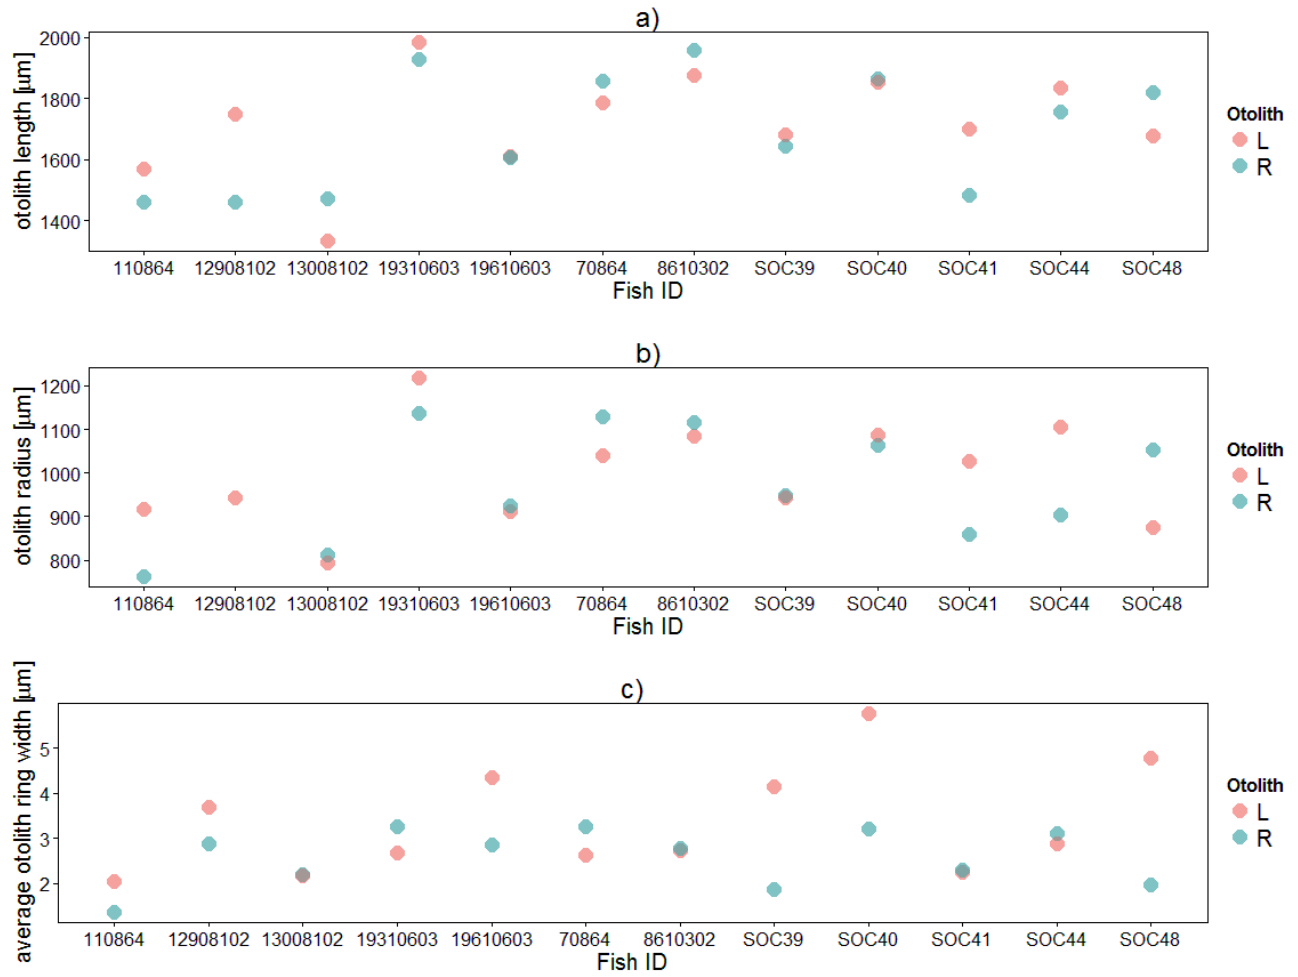 a)
otolith length [µm]
2000
1800
1600
1400
110864 12908102 13008102 19310603 19610603 70864 8610302 SOC39 SOC40 SOC41 SOC44 SOC48
Fish ID
Otolith
L
R
b)
otolith radius [µm]
1200
1100
1000
900
800
110864 12908102 13008102 19310603 19610603 70864 8610302 SOC39 SOC40 SOC41 SOC44 SOC48
Fish ID
Otolith
L
R
c)
average otolith ring width [µm]
5
4
3
2
110864 12908102 13008102 19310603 19610603 70864 8610302 SOC39 SOC40 SOC41 SOC44 SOC48
Fish ID
Otolith
L
R